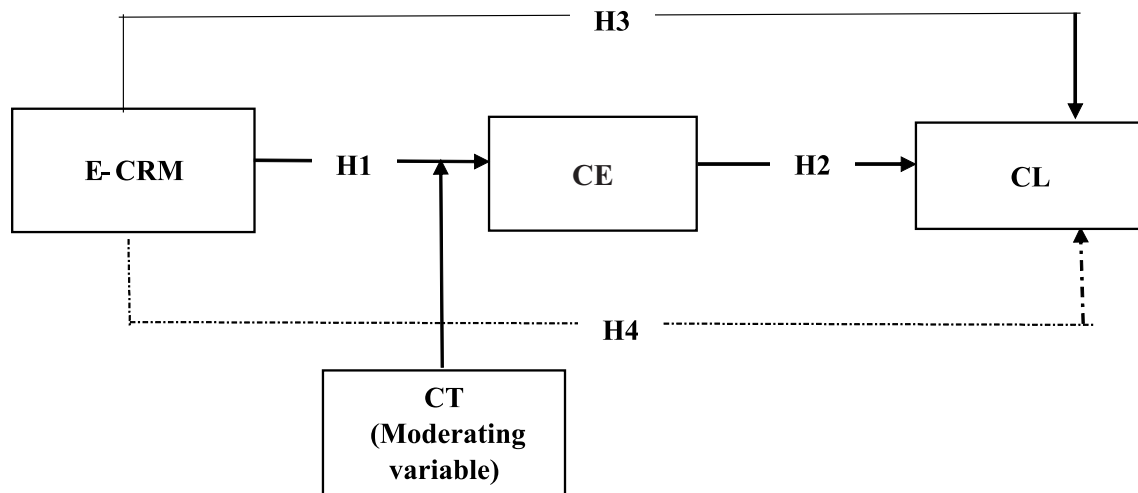 H3
E-CRM
H1
CE
H2
CL
H4
CT
(Moderating
variable)